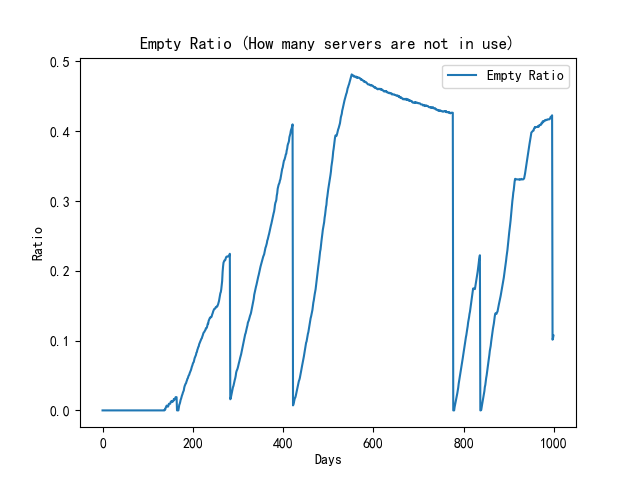 Empty Ratio (How many servers are not in use)
Empty Ratio
0.5
0.4
0.3
0.2
0.1
0.0
Ratio
0 200 400 600 800 1000
Days